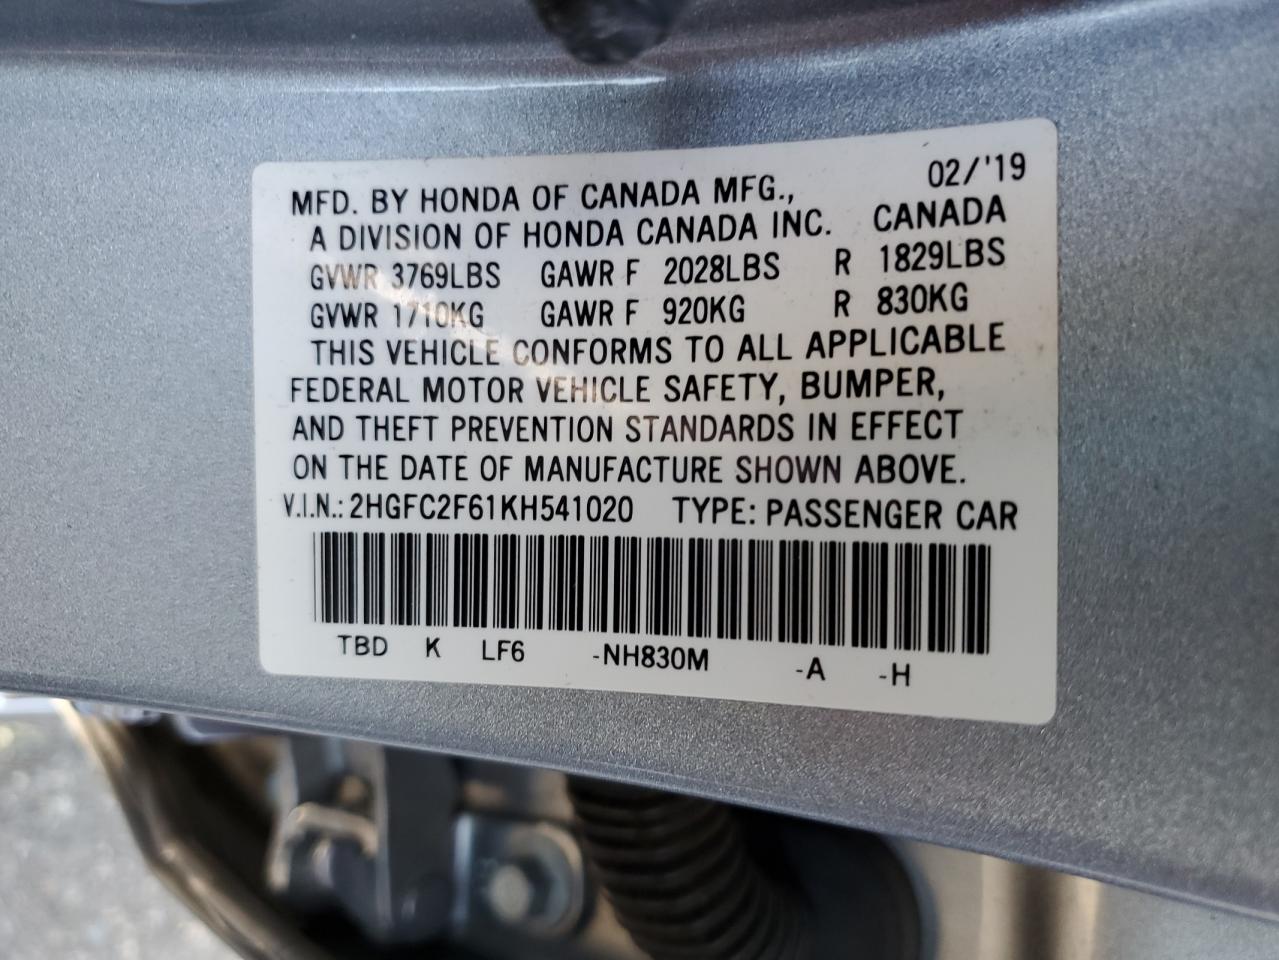 MFD. BY HONDA OF CANADA MFG., 02/'19
A DIVISION OF HONDA CANADA INC. CANADA
GVWR 3769LBS GAWR F 2028LBS R 1829LBS
GVWR 1710KG GAWR F 920KG R 830KG
THIS VEHICLE CONFORMS TO ALL APPLICABLE
FEDERAL MOTOR VEHICLE SAFETY, BUMPER,
AND THEFT PREVENTION STANDARDS IN EFFECT
ON THE DATE OF MANUFACTURE SHOWN ABOVE.
V.I.N.: 2HGFC2F61KH541020 TYPE: PASSENGER CAR
TBD K LF6 -NH830M -A -H